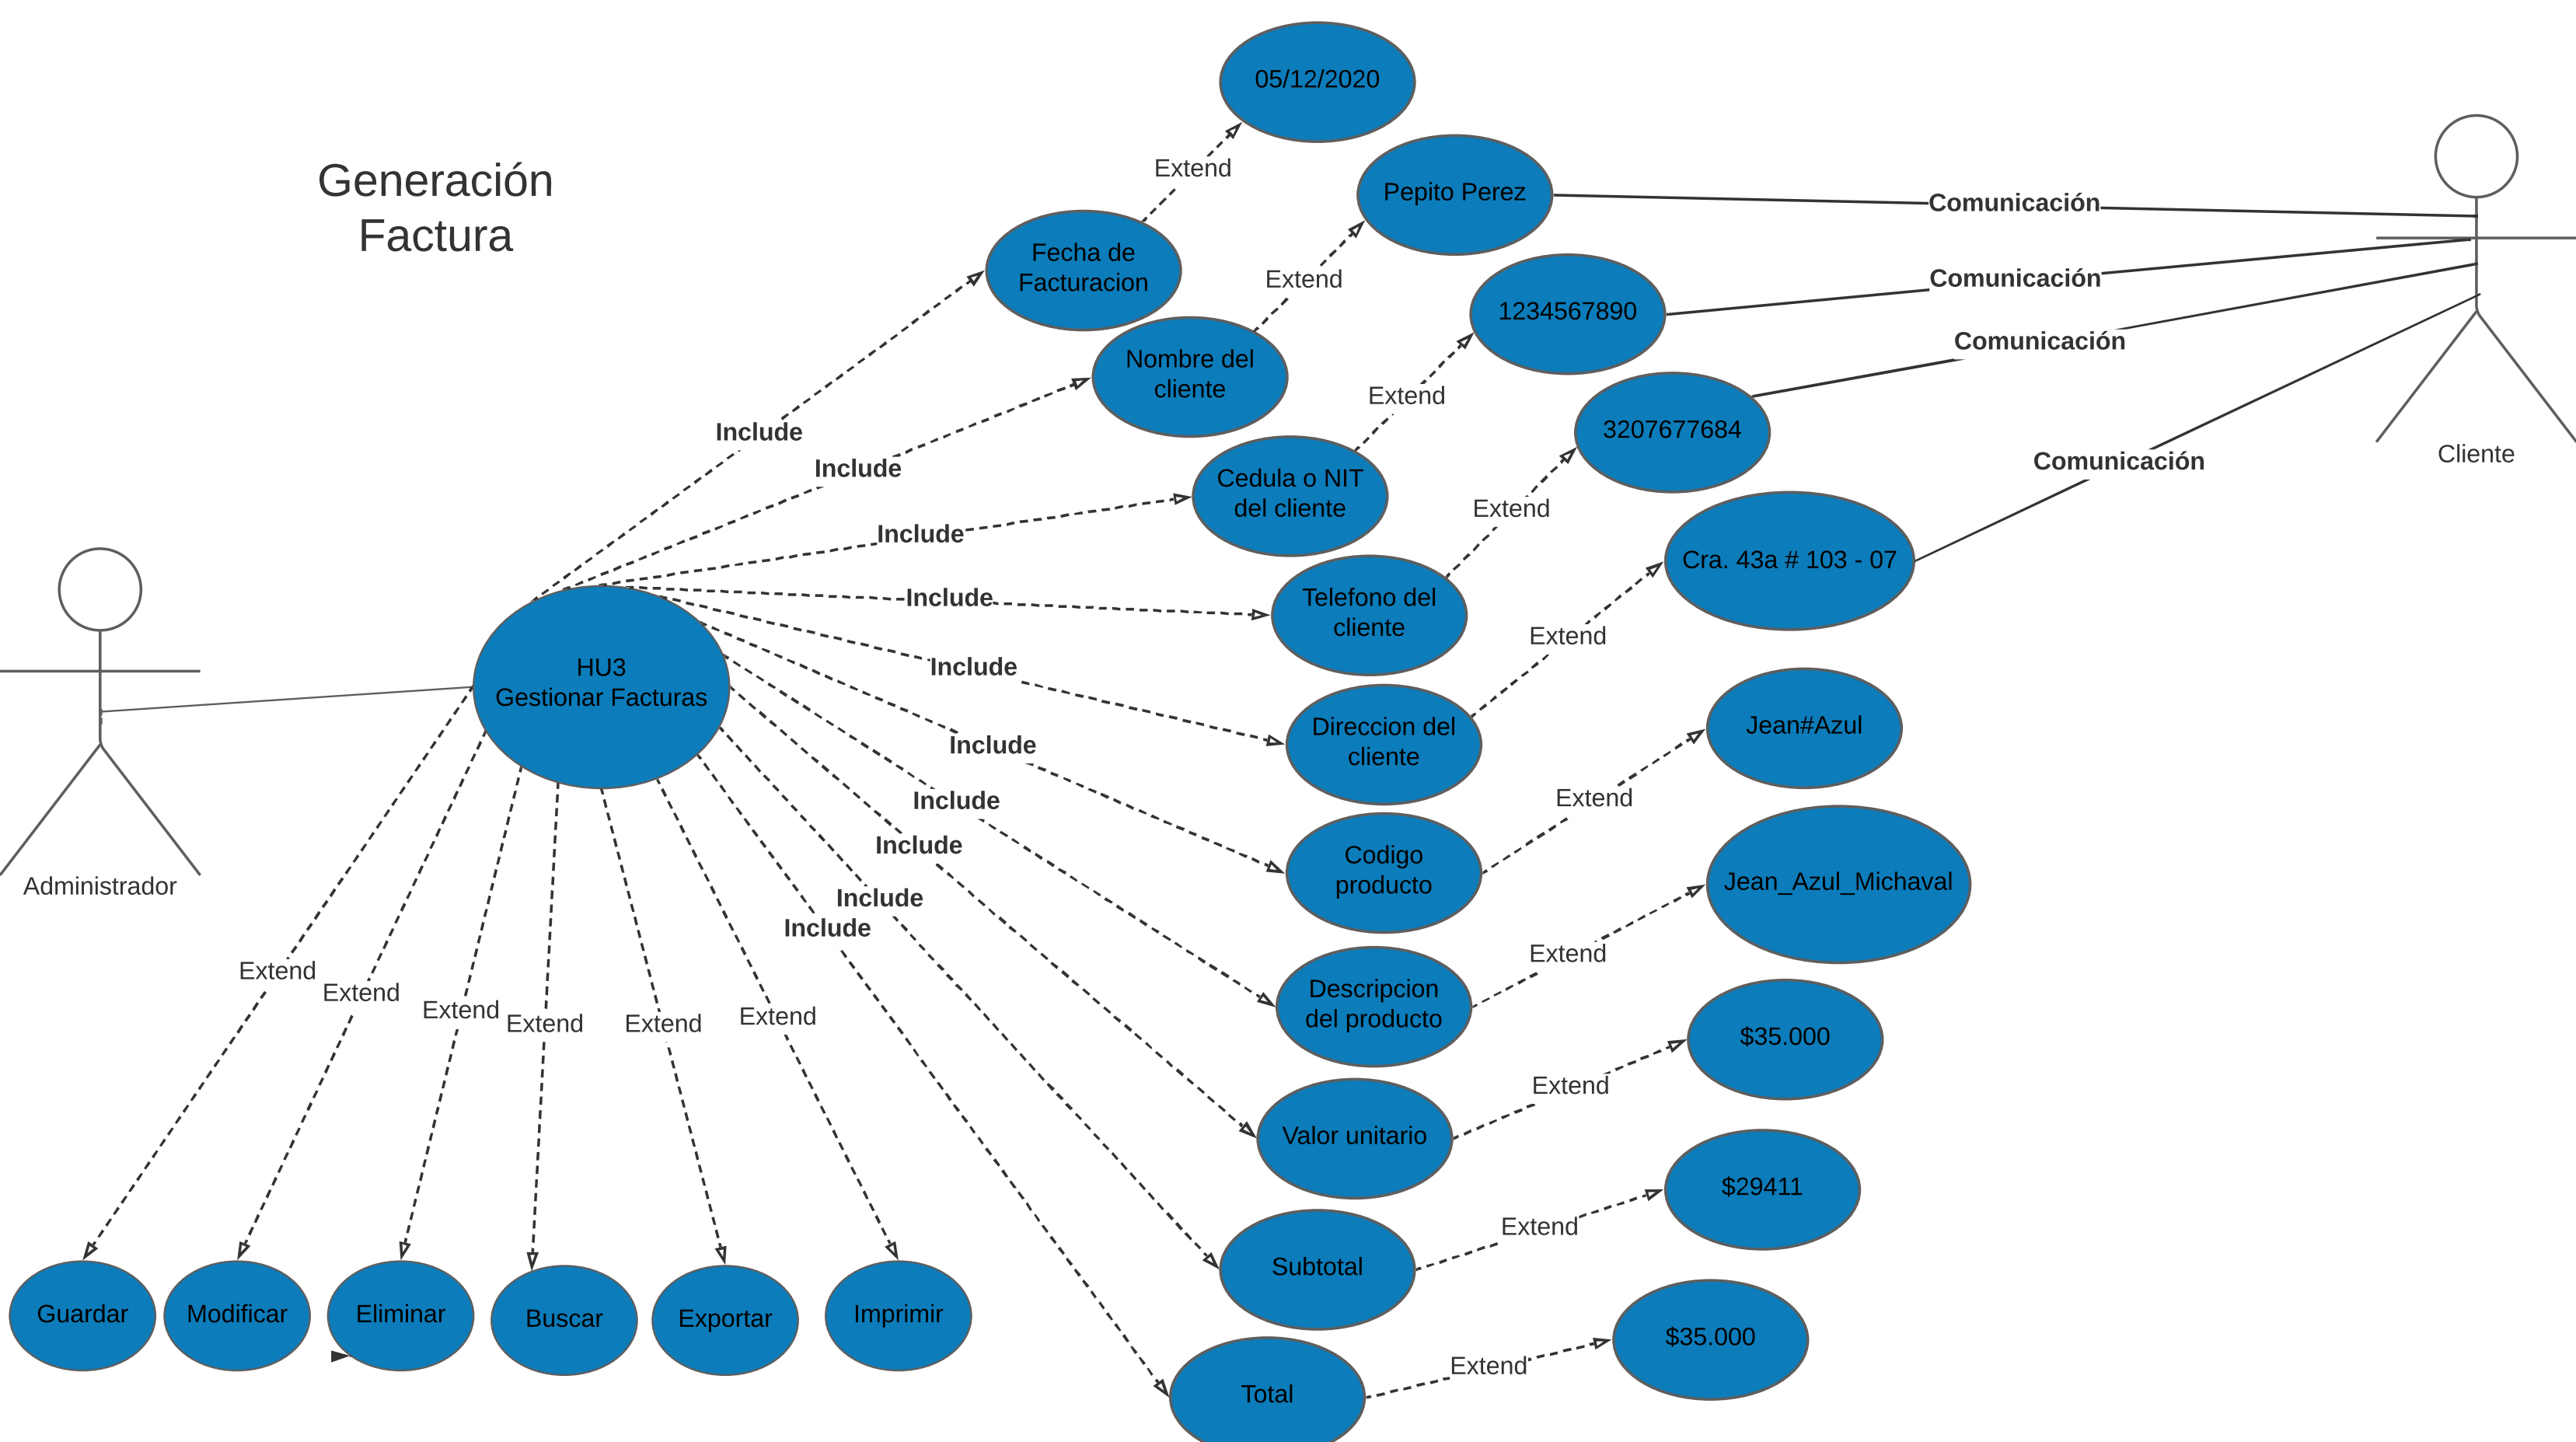 Generación
Factura
05/12/2020
Extend
Pepito Perez
Comunicación
Fecha de
Facturacion
Extend
1234567890
Comunicación
Nombre del
cliente
Extend
3207677684
Comunicación
Include
Cliente
Include
Cedula o NIT
del cliente
Extend
Comunicación
Include
Cra. 43a # 103 - 07
Include
Telefono del
cliente
Extend
HU3
Gestionar Facturas
Include
Direccion del
cliente
Jean#Azul
Include
Extend
Include
Codigo
producto
Include
Jean_Azul_Michaval
Administrador
Include
Include
Extend
Extend
Extend
Extend
Extend
Extend
Extend
Descripcion
del producto
$35.000
Extend
Valor unitario
$29411
Extend
Subtotal
Guardar
Modificar
Eliminar
Buscar
Exportar
Imprimir
$35.000
Extend
Total